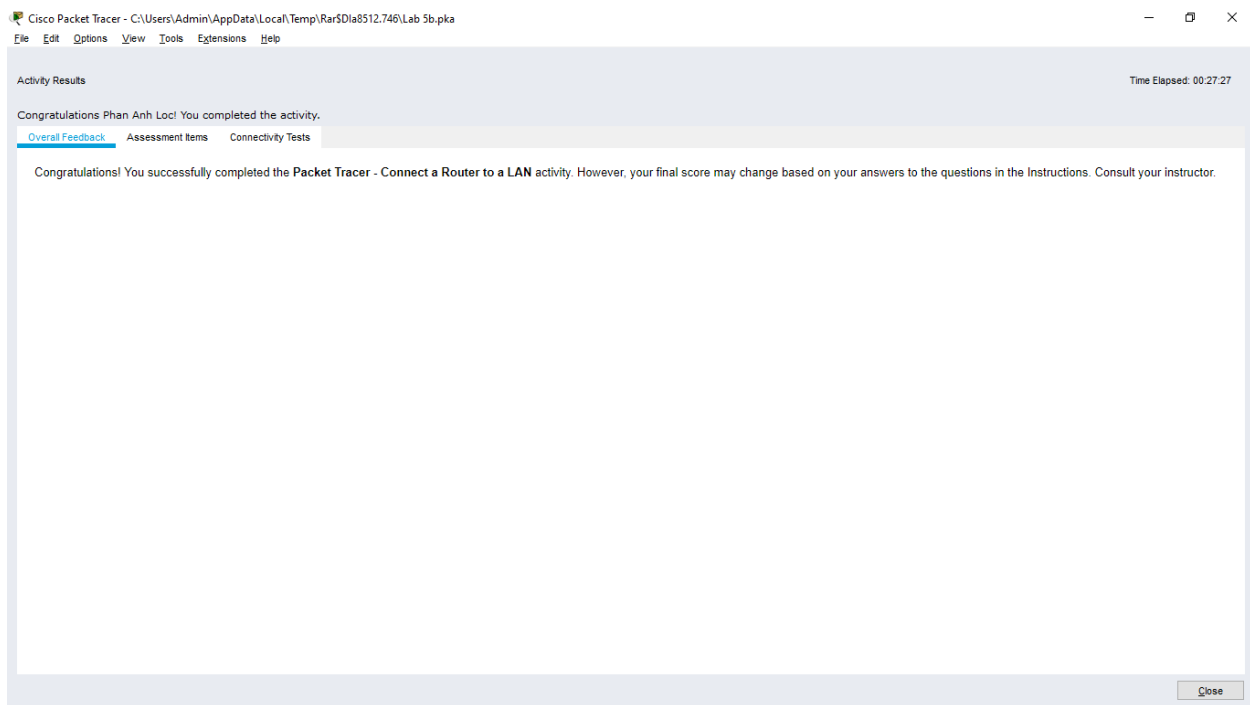 Cisco Packet Tracer - C:\Users\Admin\AppData\Local\Temp\Rar$DIa8512.746\Lab 5b.pka
File Edit Options View Tools Extensions Help
Activity Results Time Elapsed: 00:27:27
Congratulations Phan Anh Loc! You completed the activity.
Overall Feedback Assessment Items Connectivity Tests
Congratulations! You successfully completed the Packet Tracer - Connect a Router to a LAN activity. However, your final score may change based on your answers to the questions in the Instructions. Consult your instructor.
Close